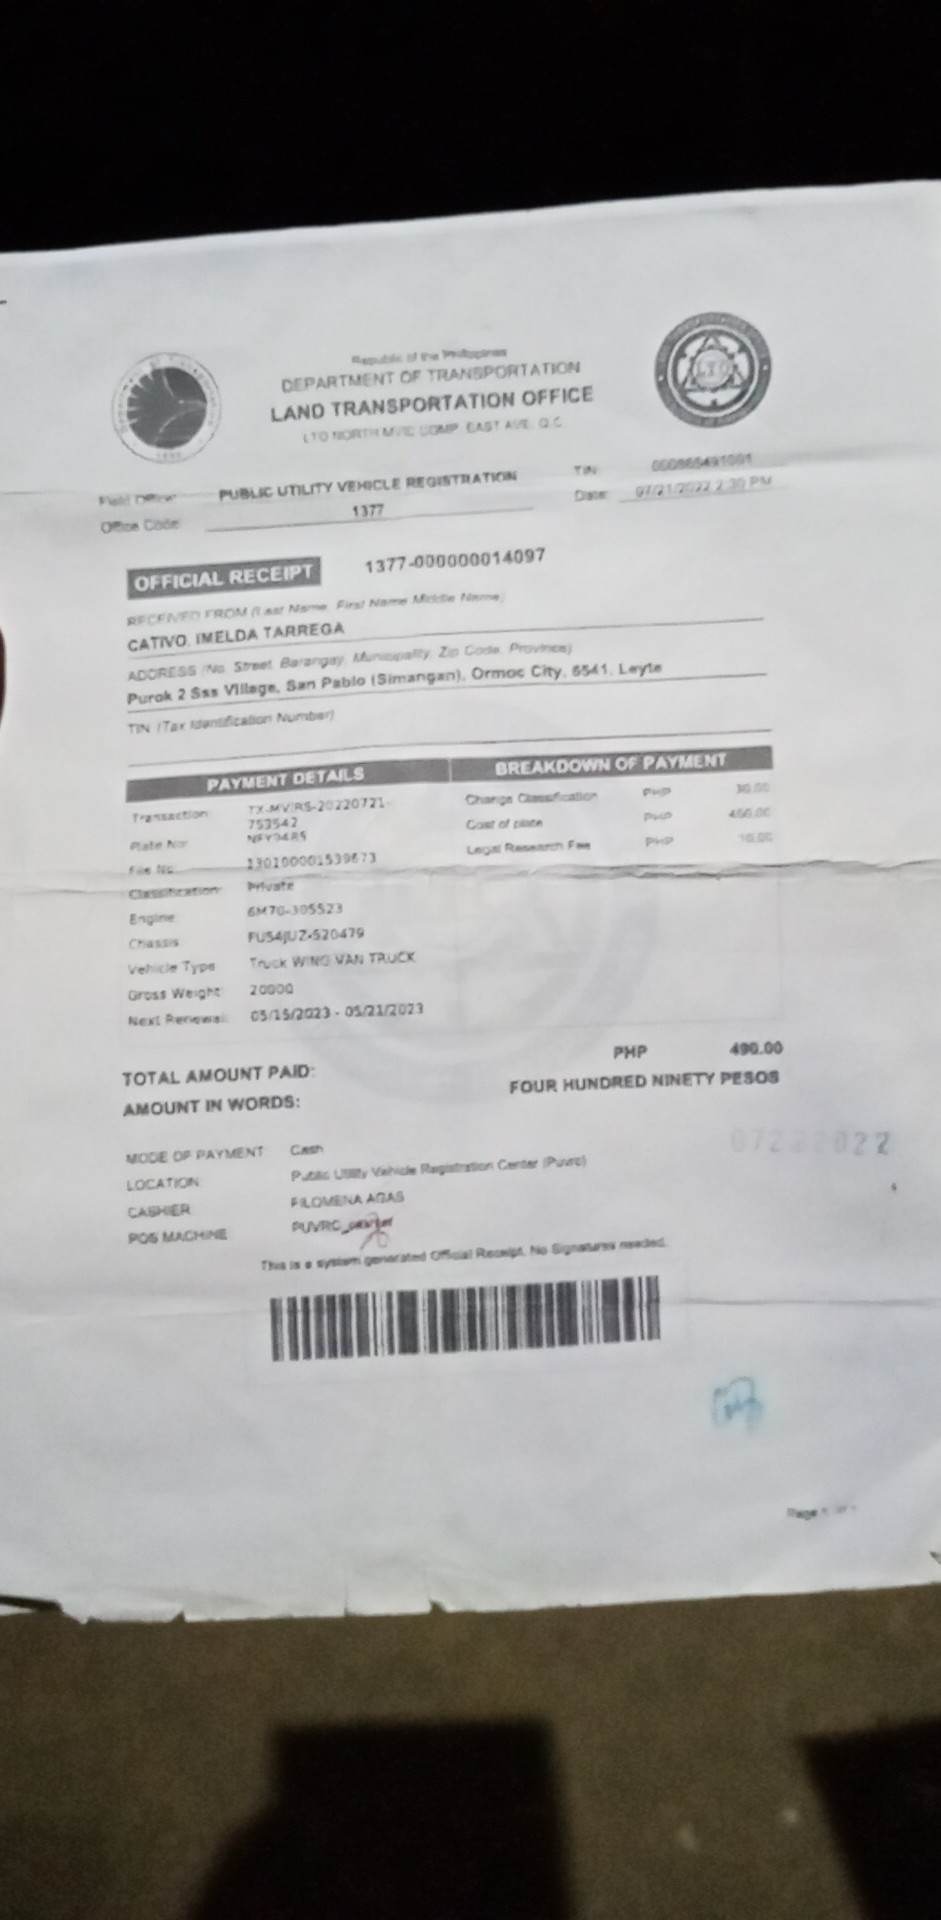 Republic of the Philippines
DEPARTMENT OF TRANSPORTATION
LAND TRANSPORTATION OFFICE
LTO NORTH MVIC COMP. EAST AVE. Q.C.
LTO
Field Office: PUBLIC UTILITY VEHICLE REGISTRATION TIN:
Office Code: 1377 Date: 07/21/2022 2:30 PM
OFFICIAL RECEIPT 1377-000000014097
RECEIVED FROM (Last Name, First Name Middle Name)
CATIVO, IMELDA TARREGA
ADDRESS (No. Street, Barangay, Municipality, Zip Code, Province)
Purok 2 Sss Village, San Pablo (Simangan), Ormoc City, 6541, Leyte
TIN (Tax Identification Number)
PAYMENT DETAILS BREAKDOWN OF PAYMENT
Transaction: TX-MVIRS-20220721- Change Classification PHP 30.00
753542 Cost of plate PHP 450.00
Plate No: Legal Research Fee PHP 10.00
File No: 130100001539673
Classification: Private
Engine: 6M70-305523
Chassis: FU54JUZ-520479
Vehicle Type Truck WING VAN TRUCK
Gross Weight: 20000
Next Renewal: 05/15/2023 - 05/21/2023
TOTAL AMOUNT PAID: PHP 490.00
AMOUNT IN WORDS: FOUR HUNDRED NINETY PESOS
MODE OF PAYMENT Cash
LOCATION Public Utility Vehicle Registration Center (Puvrc)
CASHIER FILOMENA AGAS
POS MACHINE
This is a system generated Official Receipt. No Signatures needed.